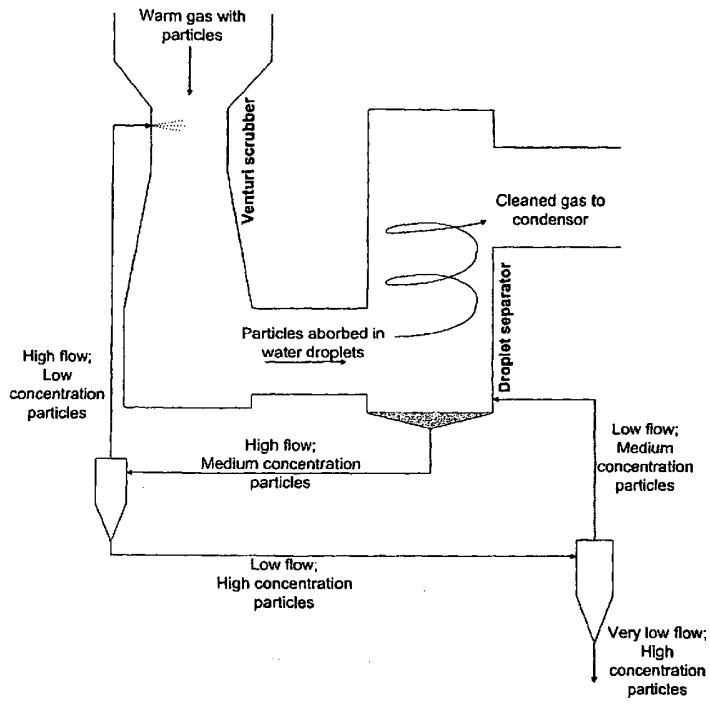 Warm gas with
particles
Venturi scrubber
Cleaned gas to
condensor
Droplet separator
Particles aborbed in
water droplets
High flow;
Low
concentration
particles
High flow;
Medium concentration
particles
Low flow;
Medium
concentration
particles
Low flow;
High concentration
particles
Very low flow;
High
concentration
particles